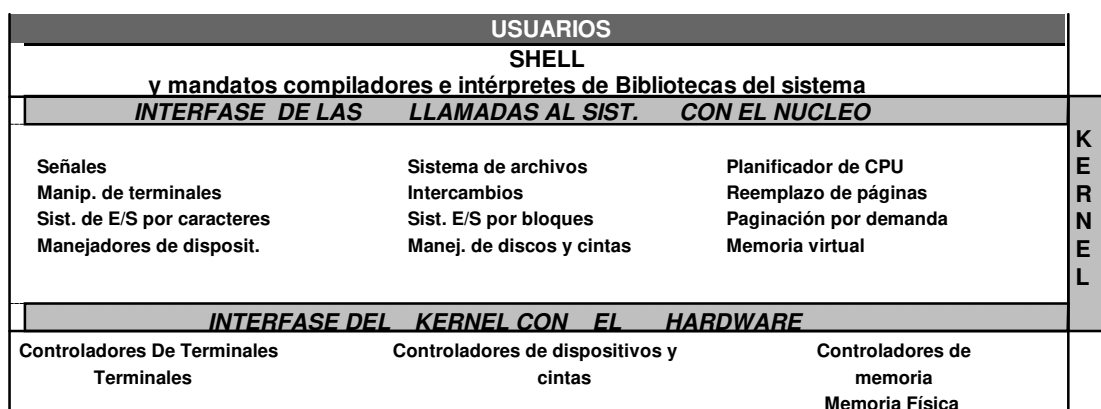 USUARIOS
SHELL
y mandatos compiladores e intérpretes de Bibliotecas del sistema
INTERFASE DE LAS LLAMADAS AL SIST. CON EL NUCLEO
Señales Sistema de archivos Planificador de CPU
Manip. de terminales Intercambios Reemplazo de páginas
Sist. de E/S por caracteres Sist. E/S por bloques Paginación por demanda
Manejadores de disposit. Manej. de discos y cintas Memoria virtual
KERNEL
INTERFASE DEL KERNEL CON EL HARDWARE
Controladores De Terminales Controladores de dispositivos y Controladores de
Terminales cintas memoria
Memoria Física